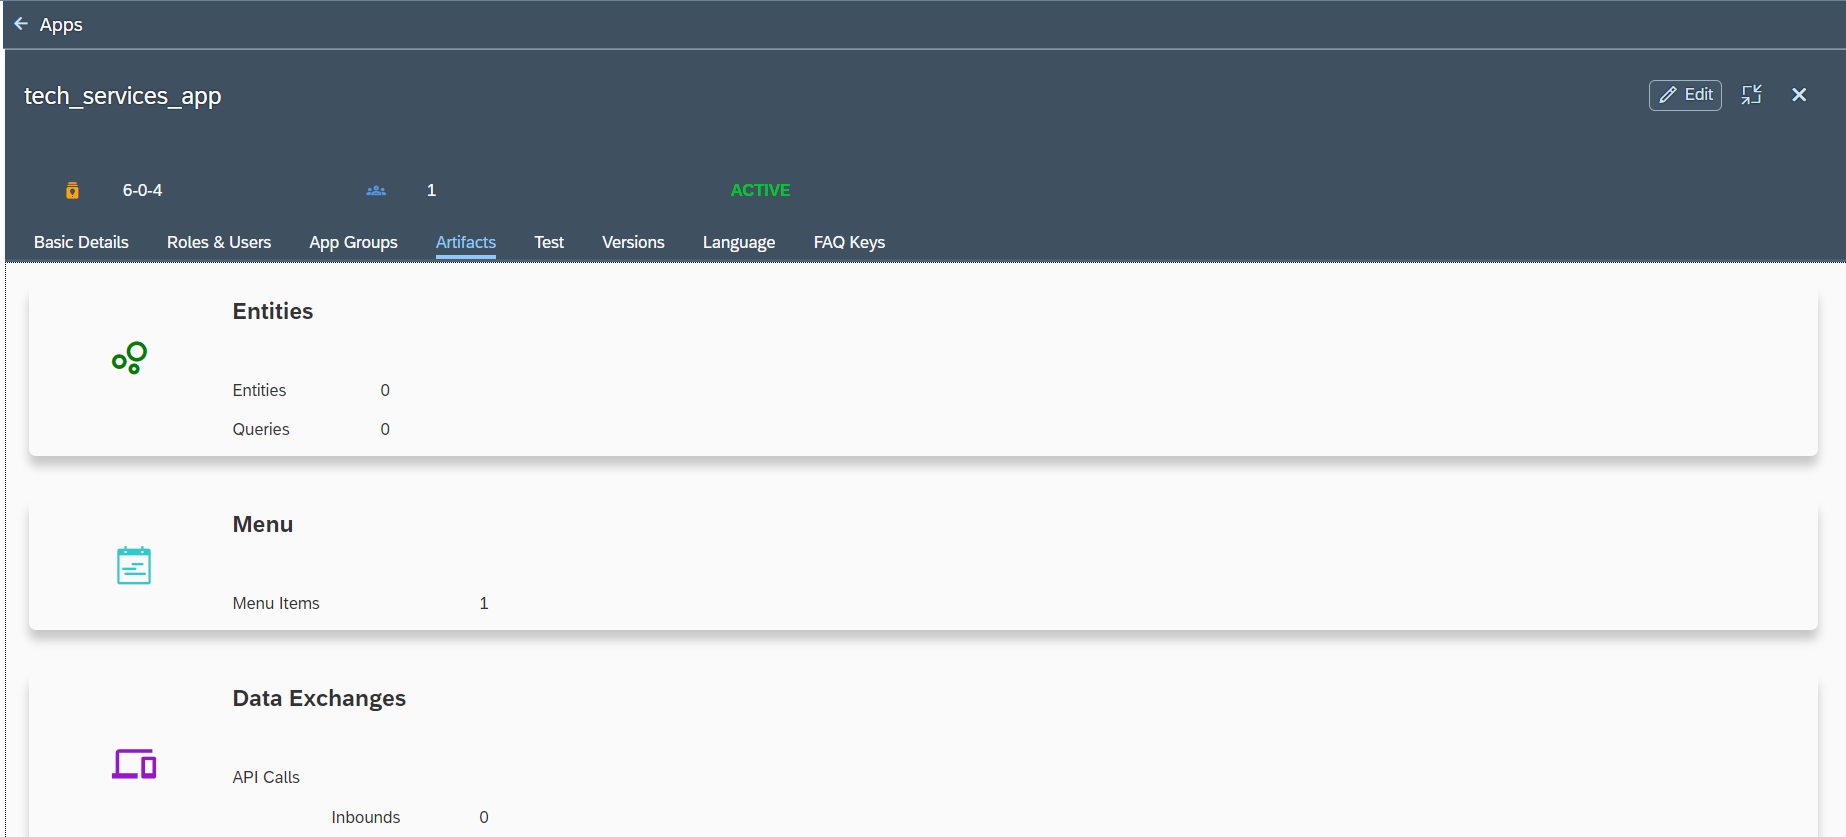 Apps
tech_services_app
Edit
6-0-4 1 ACTIVE
Basic Details Roles & Users App Groups Artifacts Test Versions Language FAQ Keys
Entities
Entities 0
Queries 0
Menu
Menu Items 1
Data Exchanges
API Calls
Inbounds 0